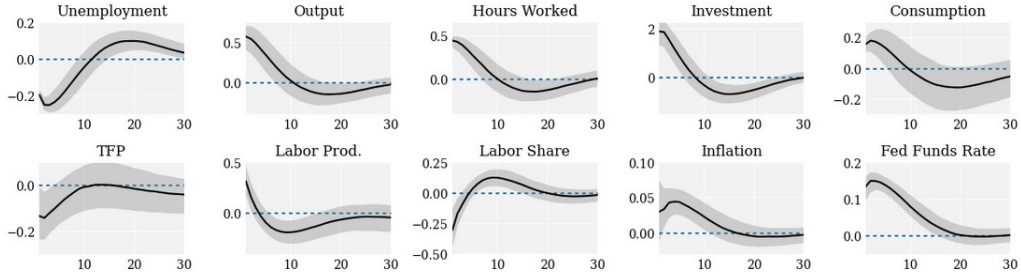 Unemployment Output Hours Worked Investment Consumption
0.2 0.5 0.5 2 0.2
0.0 0.0 0.0 0 0.0
−0.2 −0.2
10 20 30 10 20 30 10 20 30 10 20 30 10 20 30
TFP Labor Prod. Labor Share Inflation Fed Funds Rate
0.5 0.25 0.10 0.2
0.0 0.0 0.00 0.05 0.1
−0.2 −0.25 0.00 0.0
−0.50
10 20 30 10 20 30 10 20 30 10 20 30 10 20 30